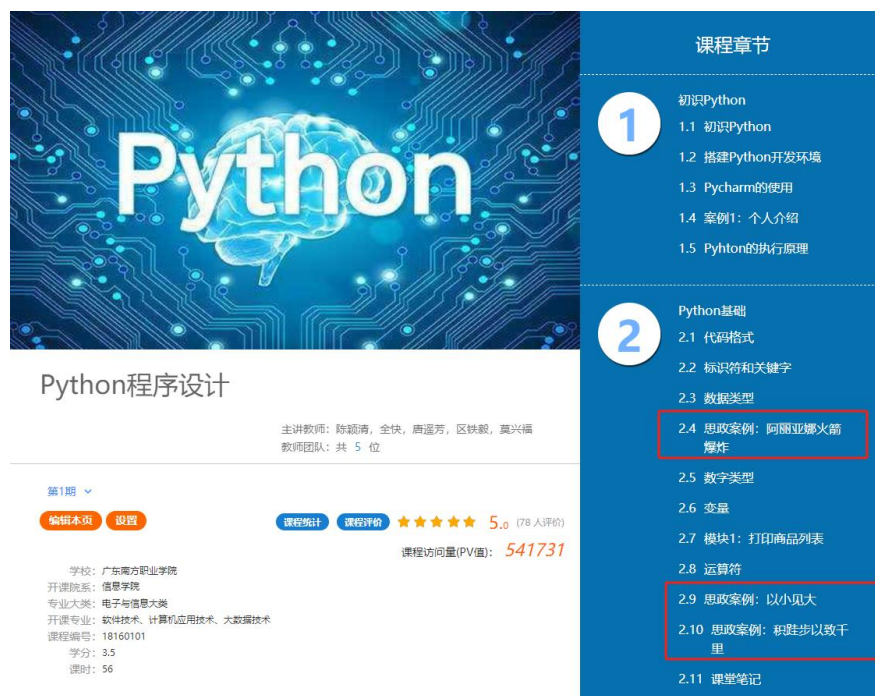 Python
Python程序设计
主讲教师：陈颖清，全快，唐遥芳，区铁毅，莫兴福
教师团队：共 5 位
第1期
编辑本页 设置
课程统计 课程评价 5.0 (78 人评价)
课程访问量(PV值)： 541731
学校：广东南方职业学院
开课院系：信息学院
专业大类：电子与信息大类
开课专业：软件技术、计算机应用技术、大数据技术
课程编号：18160101
学分：3.5
课时：56
课程章节
1
初识Python
1.1 初识Python
1.2 搭建Python开发环境
1.3 Pycharm的使用
1.4 案例1：个人介绍
1.5 Pyhton的执行原理
2
Python基础
2.1 代码格式
2.2 标识符和关键字
2.3 数据类型
2.4 思政案例：阿丽亚娜火箭
爆炸
2.5 数字类型
2.6 变量
2.7 模块1：打印商品列表
2.8 运算符
2.9 思政案例：以小见大
2.10 思政案例：积跬步以致千
里
2.11 课堂笔记